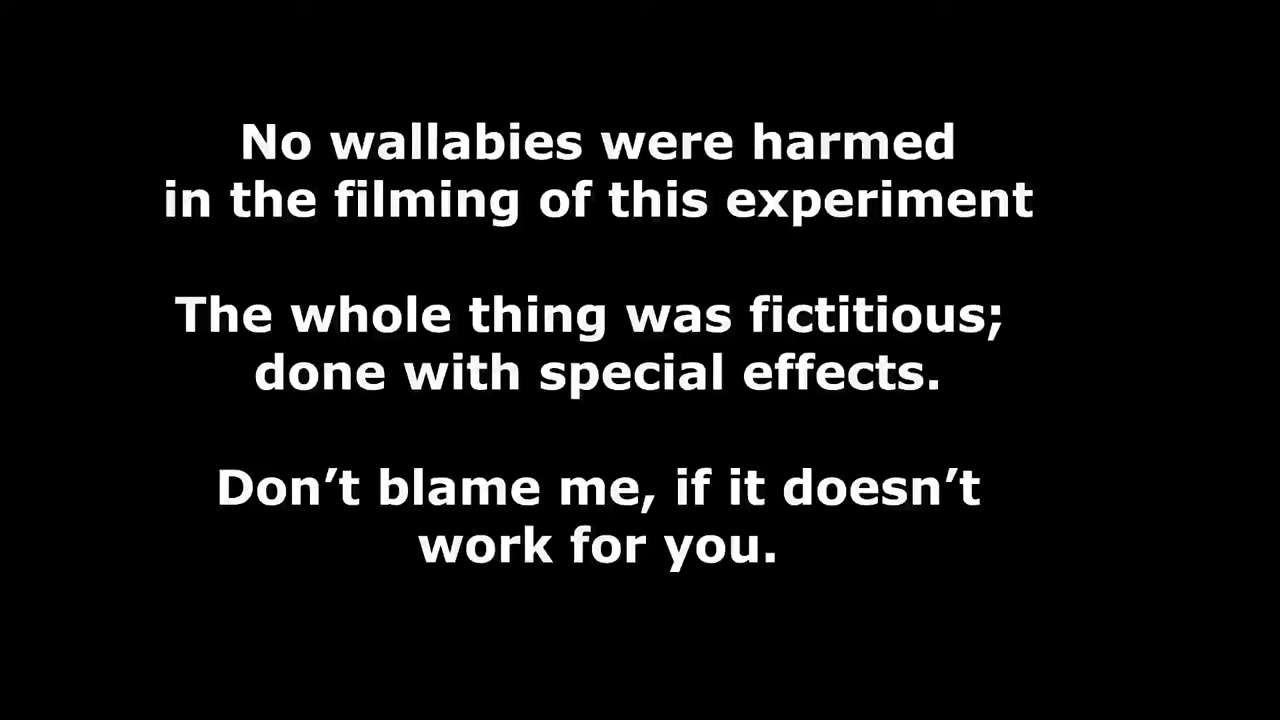 No wallabies were harmed
in the filming of this experiment
The whole thing was fictitious;
done with special effects.
Don’t blame me, if it doesn’t
work for you.